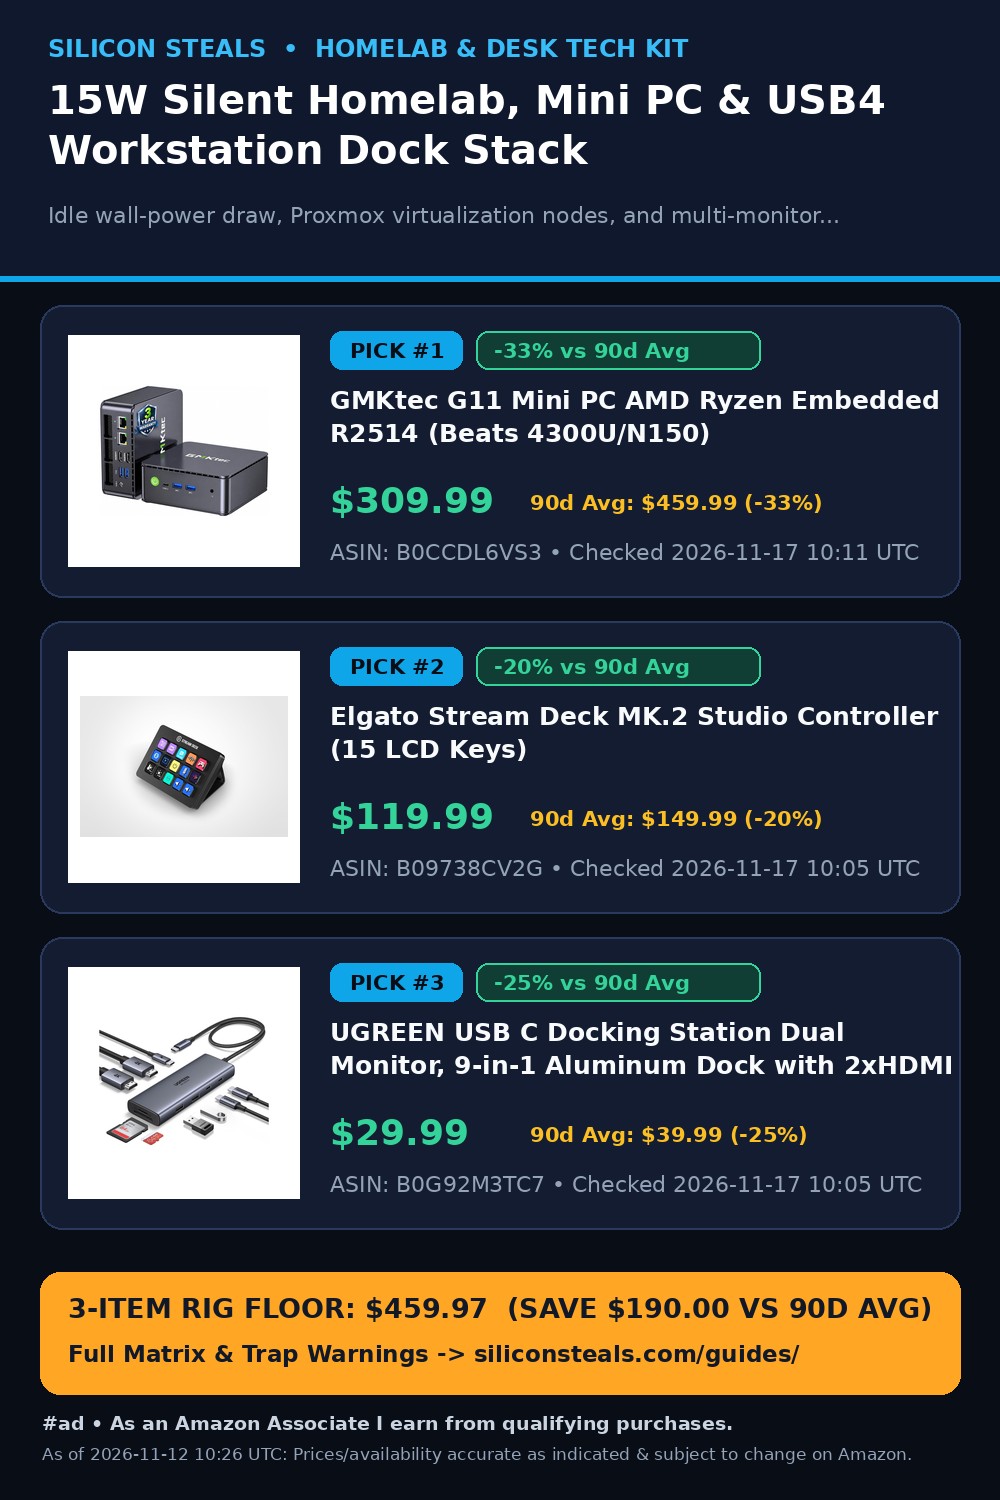 SILICON STEALS • HOMELAB & DESK TECH KIT
15W Silent Homelab, Mini PC & USB4
Workstation Dock Stack
Idle wall-power draw, Proxmox virtualization nodes, and multi-monitor...
PICK #1
-33% vs 90d Avg
GMKtec G11 Mini PC AMD Ryzen Embedded
R2514 (Beats 4300U/N150)
$309.99
90d Avg: $459.99 (-33%)
ASIN: B0CCDL6VS3 • Checked 2026-11-17 10:11 UTC
3 YEAR
GMKtec
PICK #2
-20% vs 90d Avg
Elgato Stream Deck MK.2 Studio Controller
(15 LCD Keys)
$119.99
90d Avg: $149.99 (-20%)
ASIN: B09738CV2G • Checked 2026-11-17 10:05 UTC
PICK #3
-25% vs 90d Avg
UGREEN USB C Docking Station Dual
Monitor, 9-in-1 Aluminum Dock with 2xHDMI
$29.99
90d Avg: $39.99 (-25%)
ASIN: B0G92M3TC7 • Checked 2026-11-17 10:05 UTC
3-ITEM RIG FLOOR: $459.97 (SAVE $190.00 VS 90D AVG)
Full Matrix & Trap Warnings -> siliconsteals.com/guides/
#ad • As an Amazon Associate I earn from qualifying purchases.
As of 2026-11-12 10:26 UTC: Prices/availability accurate as indicated & subject to change on Amazon.